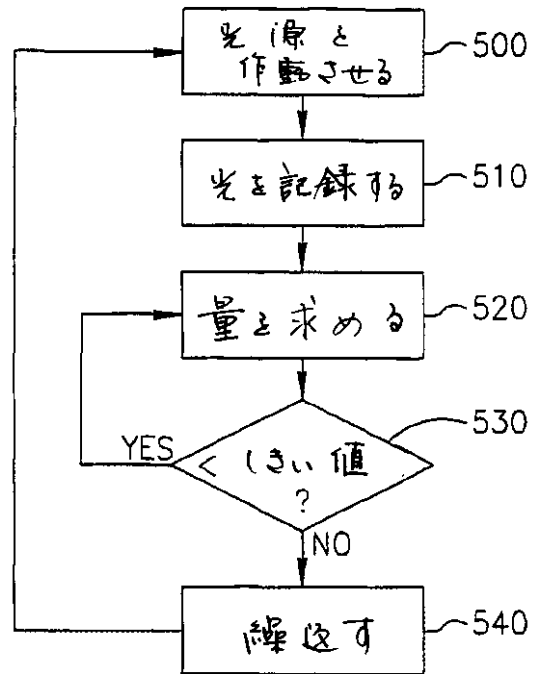 光源を
作動させる
500
光を記録する
510
量を求める
520
530
YES
< しきい値
?
NO
繰返す
540